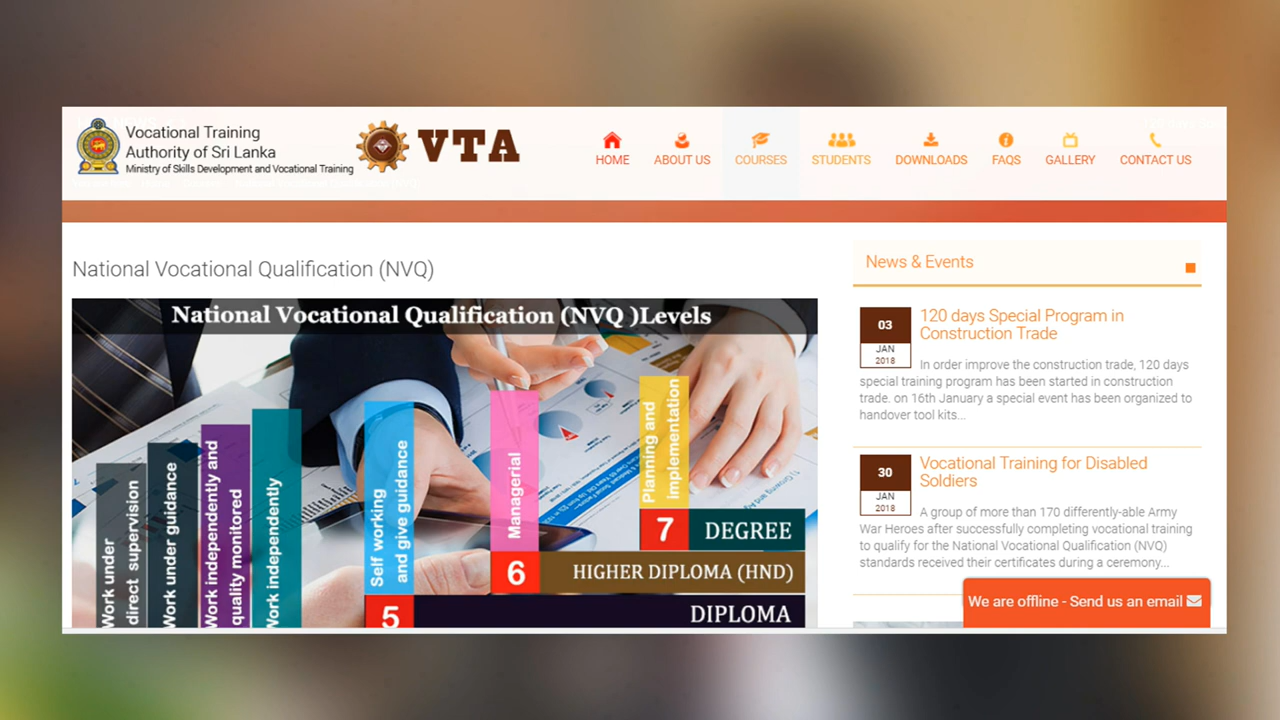 Vocational Training
Authority of Sri Lanka
Ministry of Skills Development and Vocational Training
VTA
HOME
ABOUT US
COURSES
STUDENTS
DOWNLOADS
FAQS
GALLERY
CONTACT US
National Vocational Qualification (NVQ)
National Vocational Qualification (NVQ )Levels
Work under
direct supervision
Work under guidance
Work independently and
quality monitored
Work independently
Self working
and give guidance
Managerial
Planning and
implementation
7 DEGREE
6 HIGHER DIPLOMA (HND)
5 DIPLOMA
News & Events
03
JAN
2018
120 days Special Program in
Construction Trade
In order improve the construction trade, 120 days
special training program has been started in construction
trade. on 16th January a special event has been organized to
handover tool kits...
30
JAN
2018
Vocational Training for Disabled
Soldiers
A group of more than 170 differently-able Army
War Heroes after successfully completing vocational training
to qualify for the National Vocational Qualification (NVQ)
standards received their certificates during a ceremony...
We are offline - Send us an email